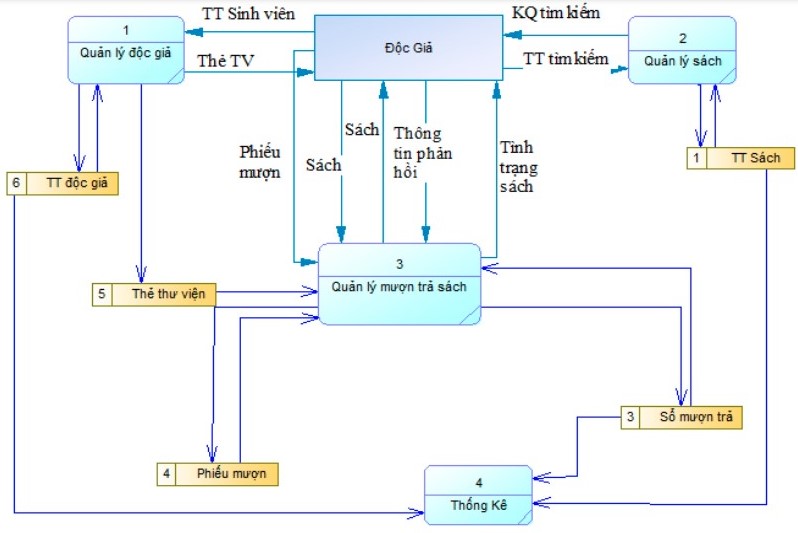 TT Sinh viên
KQ tìm kiếm
1
Quản lý độc giả
Độc Giả
2
Quản lý sách
Thẻ TV
TT tìm kiếm
Phiếu
mượn
Sách
Sách
Thông
tin phản
hồi
Tình
trạng
sách
1
TT Sách
6
TT độc giả
3
Quản lý mượn trả sách
5
Thẻ thư viện
3
Sổ mượn trả
4
Phiếu mượn
4
Thống Kê